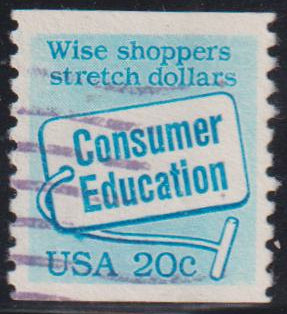 Wise shoppers
stretch dollars
Consumer
Education
USA 20c